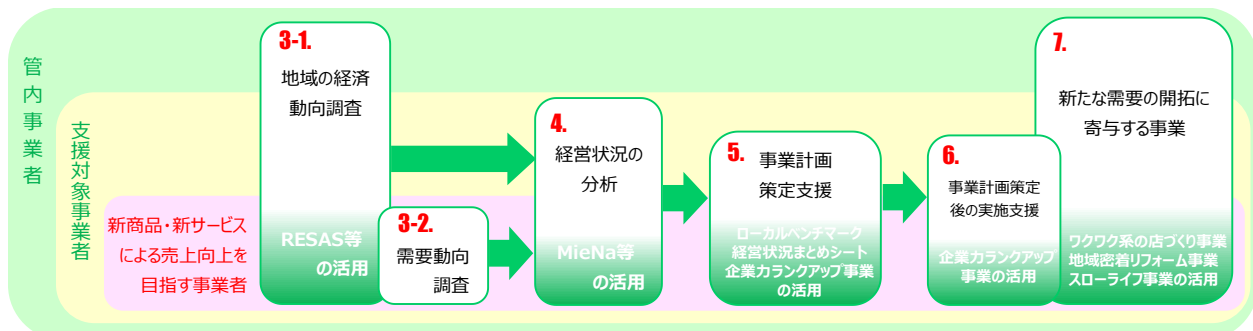 管内事業者
支援対象事業者
新商品・新サービス
による売上向上を
目指す事業者
3-1.
地域の経済
動向調査
RESAS等
の活用
3-2.
需要動向
調査
4.
経営状況の
分析
MieNa等
の活用
5.
事業計画
策定支援
ローカルベンチマーク
経営状況まとめシート
企業力ランクアップ事業
の活用
6.
事業計画策定
後の実施支援
企業力ランクアップ
事業の活用
7.
新たな需要の開拓に
寄与する事業
ワクワク系の店づくり事業
地域密着リフォーム事業
スローライフ事業の活用